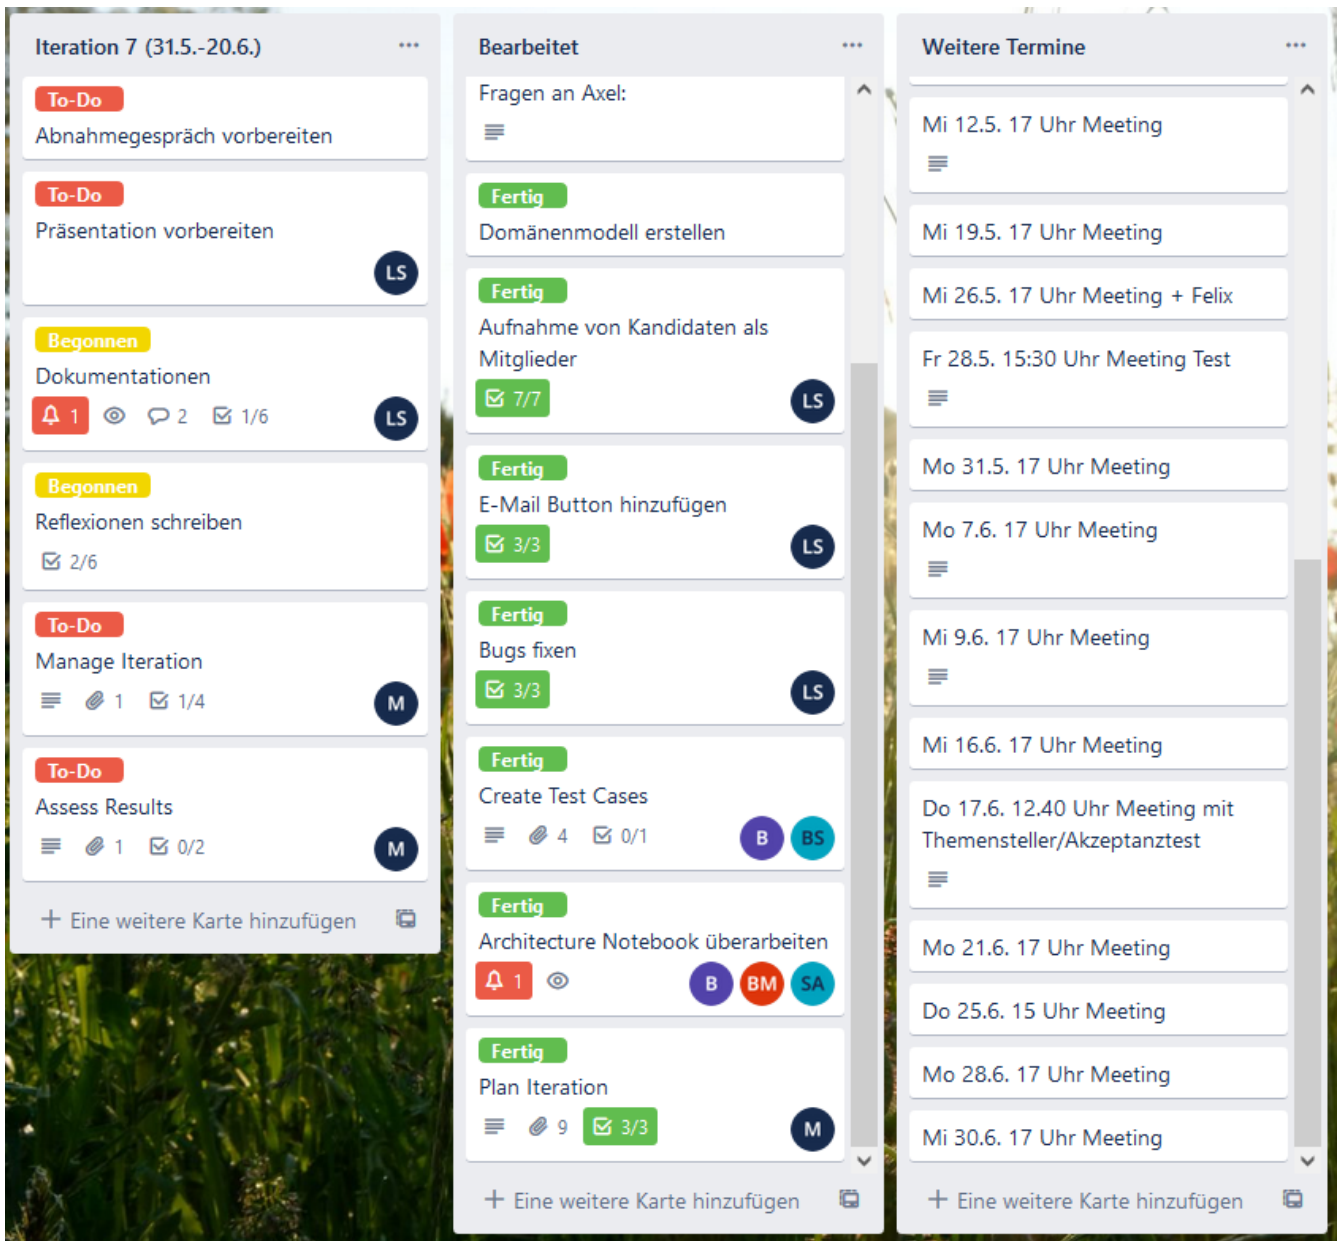 Iteration 7 (31.5.-20.6.)
To-Do
Abnahmegespräch vorbereiten
To-Do
Präsentation vorbereiten
LS
Begonnen
Dokumentationen
1
2
1/6
LS
Begonnen
Reflexionen schreiben
2/6
To-Do
Manage Iteration
1
1/4
M
To-Do
Assess Results
1
0/2
M
+ Eine weitere Karte hinzufügen
Bearbeitet
Fragen an Axel:
Fertig
Domänenmodell erstellen
Fertig
Aufnahme von Kandidaten als
Mitglieder
7/7
LS
Fertig
E-Mail Button hinzufügen
3/3
LS
Fertig
Bugs fixen
3/3
LS
Fertig
Create Test Cases
4
0/1
B
BS
Fertig
Architecture Notebook überarbeiten
1
B
BM
SA
Fertig
Plan Iteration
9
3/3
M
+ Eine weitere Karte hinzufügen
Weitere Termine
Mi 12.5. 17 Uhr Meeting
Mi 19.5. 17 Uhr Meeting
Mi 26.5. 17 Uhr Meeting + Felix
Fr 28.5. 15:30 Uhr Meeting Test
Mo 31.5. 17 Uhr Meeting
Mo 7.6. 17 Uhr Meeting
Mi 9.6. 17 Uhr Meeting
Mi 16.6. 17 Uhr Meeting
Do 17.6. 12.40 Uhr Meeting mit
Themensteller/Akzeptanztest
Mo 21.6. 17 Uhr Meeting
Do 25.6. 15 Uhr Meeting
Mo 28.6. 17 Uhr Meeting
Mi 30.6. 17 Uhr Meeting
+ Eine weitere Karte hinzufügen